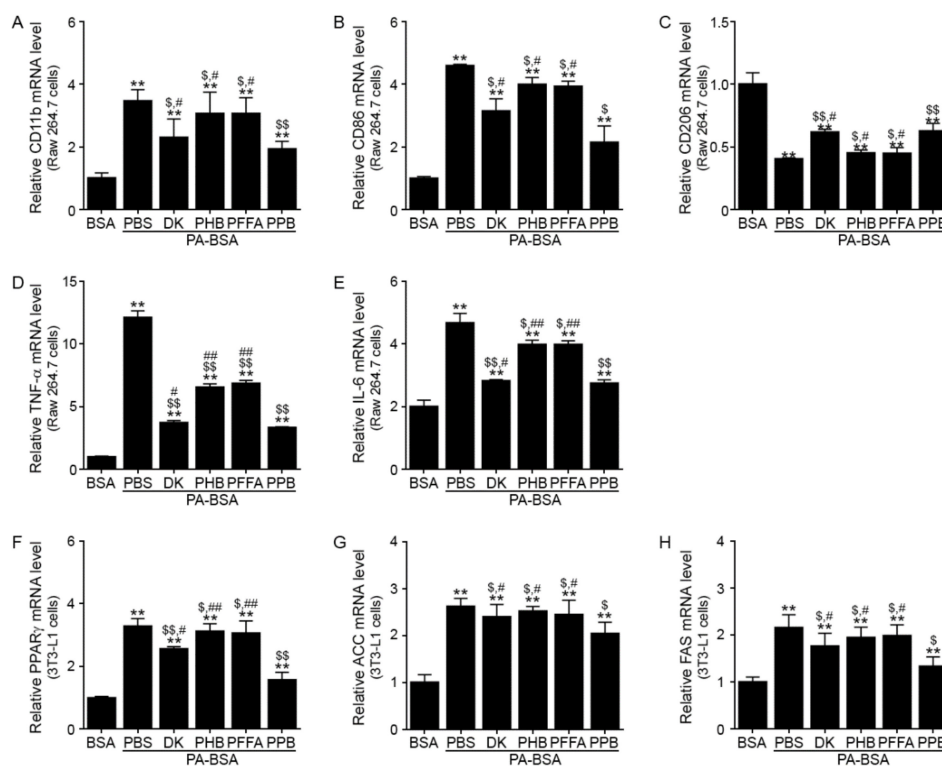 A
Relative CD11b mRNA level
(Raw 264.7 cells)
6
4
2
0
**
$,#
**
$,#
**
$,#
**
$$
**
BSA PBS DK PHB PFFA PPB
PA-BSA
B
Relative CD86 mRNA level
(Raw 264.7 cells)
6
4
2
0
**
$,#
**
$,#
**
$,#
**
$
**
BSA PBS DK PHB PFFA PPB
PA-BSA
C
Relative CD206 mRNA level
(Raw 264.7 cells)
1.5
1.0
0.5
0
**
$$,#
**
$,#
**
$,#
**
$$
**
BSA PBS DK PHB PFFA PPB
PA-BSA
D
Relative TNF-α mRNA level
(Raw 264.7 cells)
15
10
5
0
**
#
$$
**
##
$$
**
##
$$
**
$$
**
BSA PBS DK PHB PFFA PPB
PA-BSA
E
Relative IL-6 mRNA level
(Raw 264.7 cells)
6
4
2
0
**
$$,#
**
$,##
**
$,##
**
$$
**
BSA PBS DK PHB PFFA PPB
PA-BSA
F
Relative PPARγ mRNA level
(3T3-L1 cells)
6
4
2
0
**
$$,#
**
$,##
**
$,##
**
$$
**
BSA PBS DK PHB PFFA PPB
PA-BSA
G
Relative ACC mRNA level
(3T3-L1 cells)
4
3
2
1
0
**
$,#
**
$,#
**
$,#
**
$
**
BSA PBS DK PHB PFFA PPB
PA-BSA
H
Relative FAS mRNA level
(3T3-L1 cells)
4
3
2
1
0
**
$,#
**
$,#
**
$,#
**
$
**
BSA PBS DK PHB PFFA PPB
PA-BSA